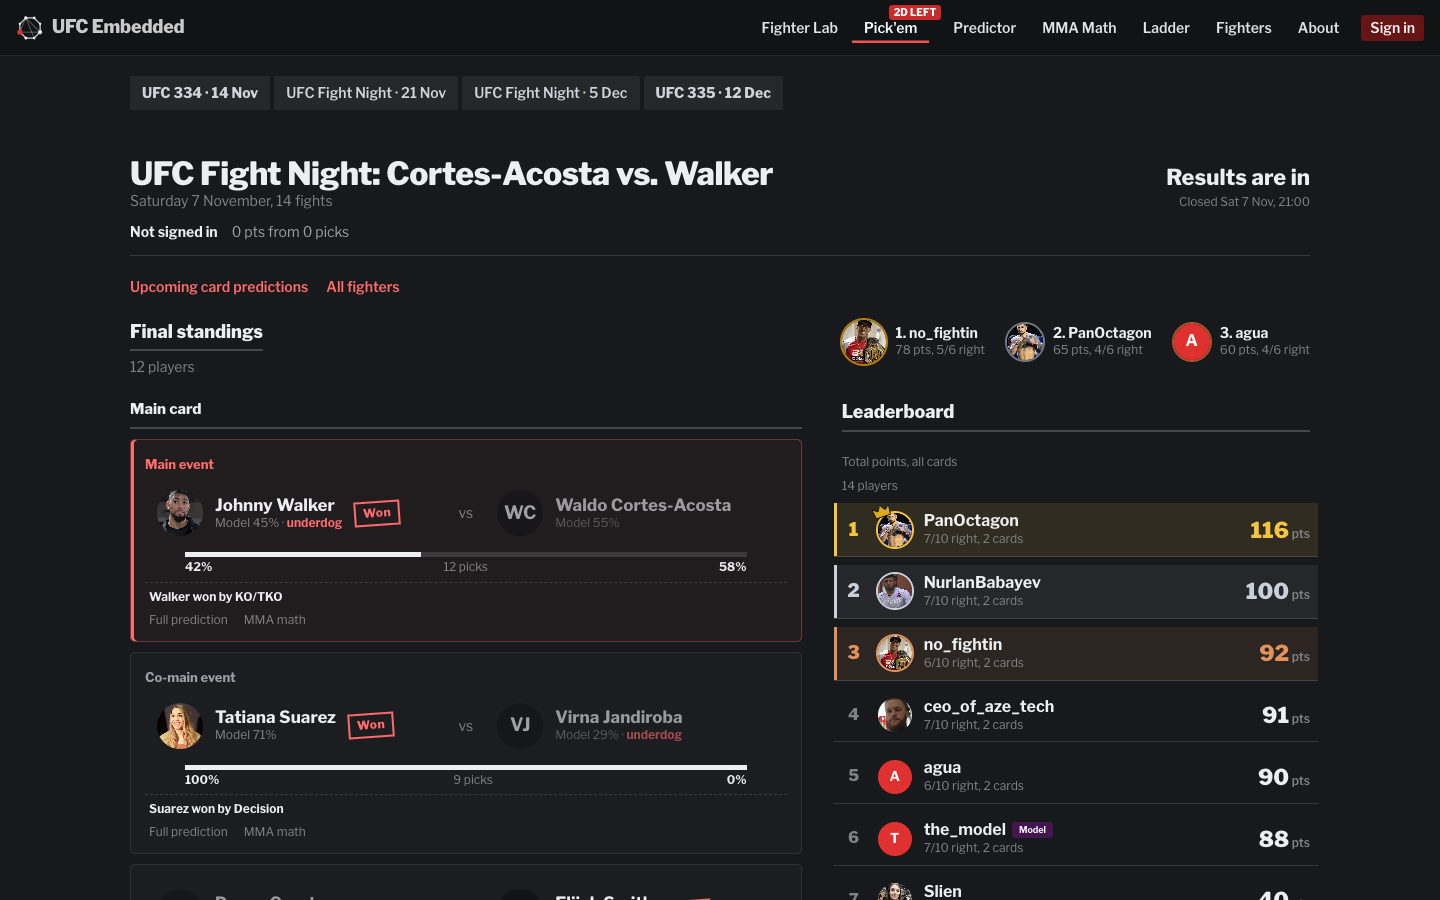 UFC Embedded
Fighter Lab
Pick'em
2D LEFT
Predictor
MMA Math
Ladder
Fighters
About
Sign in
UFC 334 · 14 Nov
UFC Fight Night · 21 Nov
UFC Fight Night · 5 Dec
UFC 335 · 12 Dec
UFC Fight Night: Cortes-Acosta vs. Walker
Saturday 7 November, 14 fights
Not signed in 0 pts from 0 picks
Results are in
Closed Sat 7 Nov, 21:00
Upcoming card predictions All fighters
Final standings
12 players
1. no_fightin
78 pts, 5/6 right
2. PanOctagon
65 pts, 4/6 right
A
3. agua
60 pts, 4/6 right
Main card
Main event
Johnny Walker
Model 45% · underdog
Won
vs
WC
Waldo Cortes-Acosta
Model 55%
42% 12 picks 58%
Walker won by KO/TKO
Full prediction MMA math
Co-main event
Tatiana Suarez
Model 71%
Won
vs
VJ
Virna Jandiroba
Model 29% · underdog
100% 9 picks 0%
Suarez won by Decision
Full prediction MMA math
Leaderboard
Total points, all cards
14 players
1
PanOctagon
7/10 right, 2 cards
116 pts
2
NurlanBabayev
7/10 right, 2 cards
100 pts
3
no_fightin
6/10 right, 2 cards
92 pts
4
ceo_of_aze_tech
7/10 right, 2 cards
91 pts
5
A
agua
6/10 right, 2 cards
90 pts
6
T
the_model Model
7/10 right, 2 cards
88 pts
7
Slien
40 pts